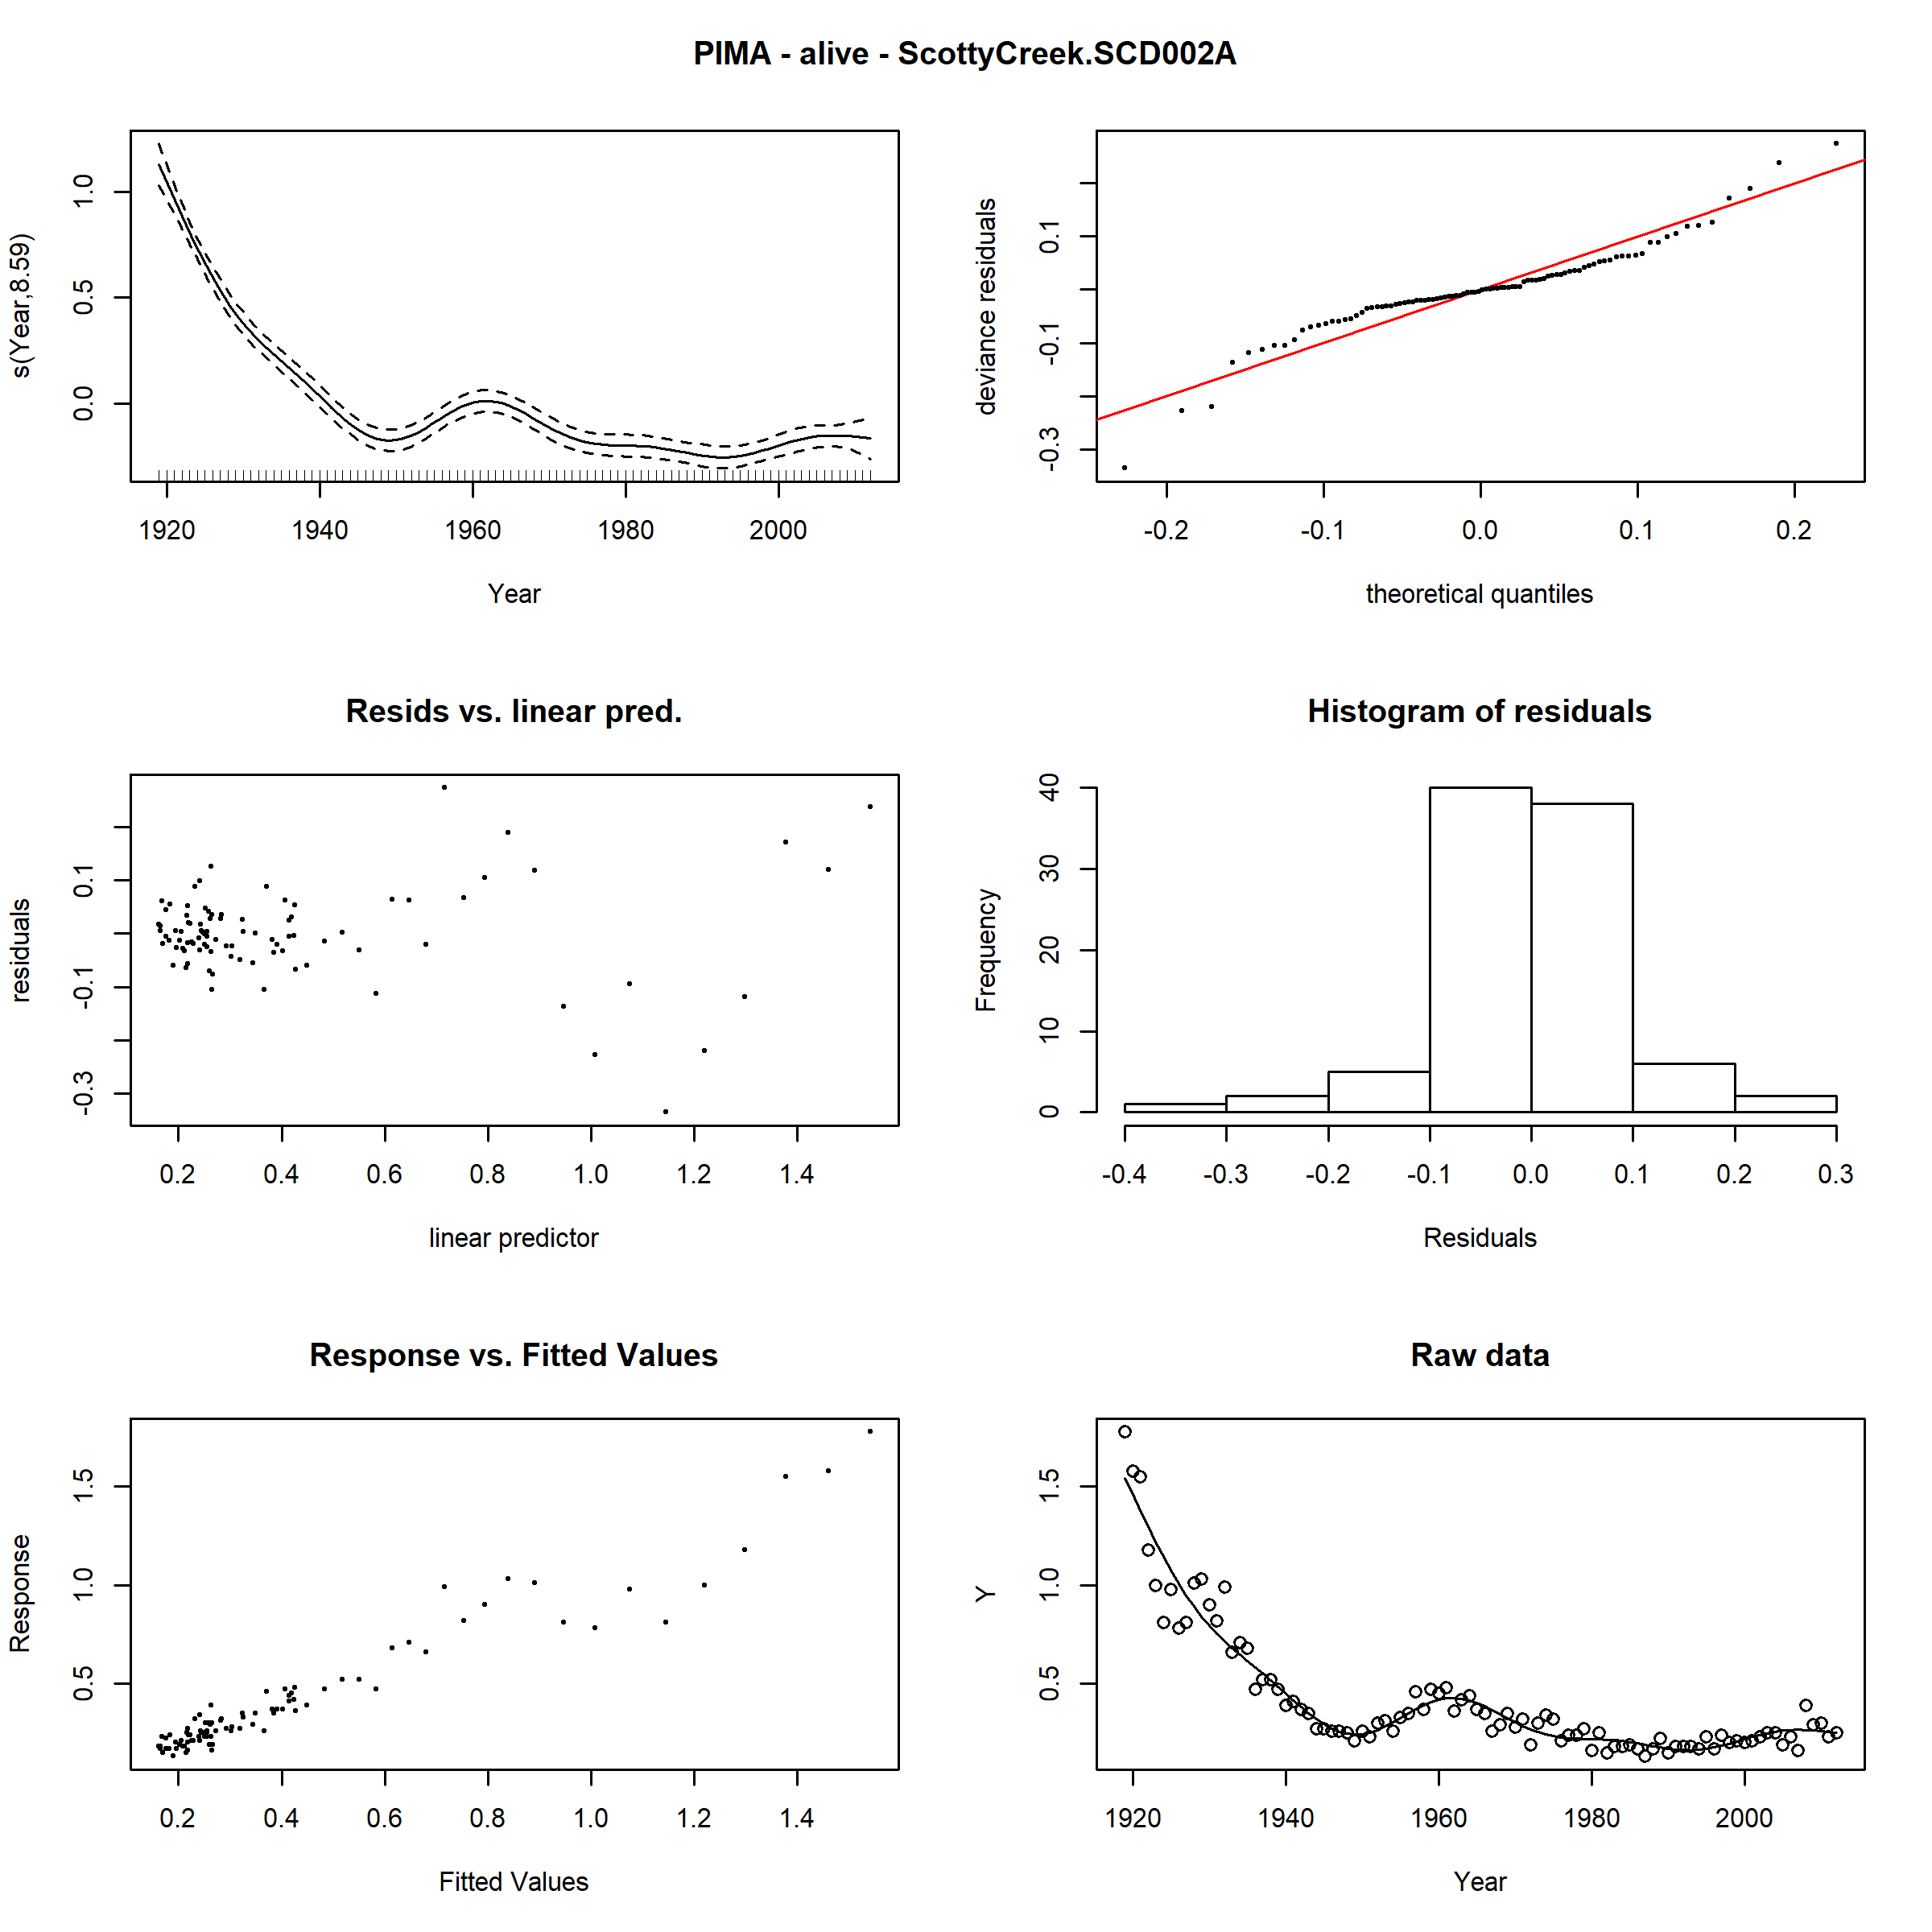 PIMA - alive - ScottyCreek.SCD002A
s(Year,8.59)
1.0
0.5
0.0
1920 1940 1960 1980 2000
Year
deviance residuals
0.1
-0.1
-0.3
-0.2 -0.1 0.0 0.1 0.2
theoretical quantiles
Resids vs. linear pred.
residuals
0.1
-0.1
-0.3
0.2 0.4 0.6 0.8 1.0 1.2 1.4
linear predictor
Histogram of residuals
Frequency
40
30
20
10
0
-0.4 -0.3 -0.2 -0.1 0.0 0.1 0.2 0.3
Residuals
Response vs. Fitted Values
Response
1.5
1.0
0.5
0.2 0.4 0.6 0.8 1.0 1.2 1.4
Fitted Values
Raw data
Y
1.5
1.0
0.5
1920 1940 1960 1980 2000
Year